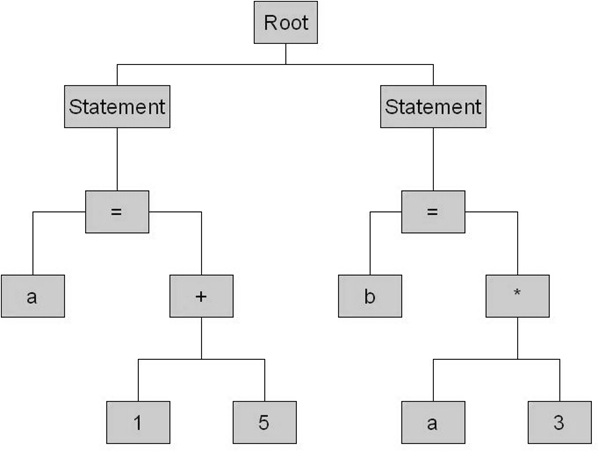 Root
Statement Statement
= =
a + b *
1 5 a 3